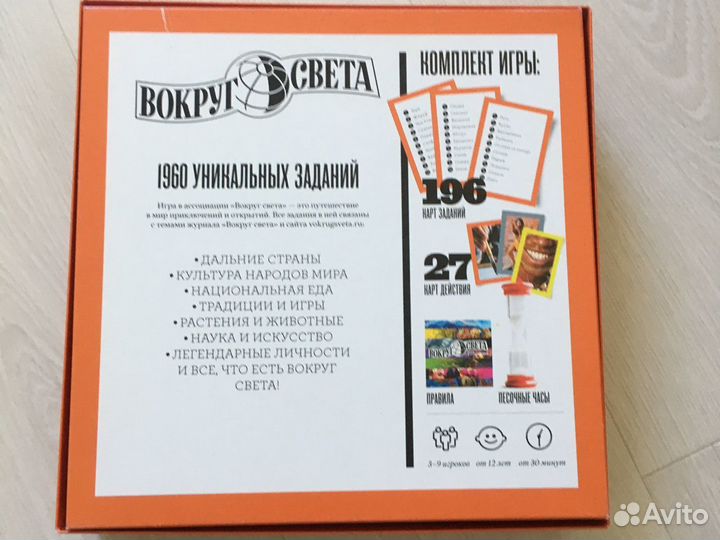 ВОКРУГ СВЕТА
1960 УНИКАЛЬНЫХ ЗАДАНИЙ
Игра в ассоциации «Вокруг света» — это путешествие
в мир приключений и открытий. Все задания в ней связаны
с темами журнала «Вокруг света» и сайта vokrugsveta.ru:
• ДАЛЬНИЕ СТРАНЫ
• КУЛЬТУРА НАРОДОВ МИРА
• НАЦИОНАЛЬНАЯ ЕДА
• ТРАДИЦИИ И ИГРЫ
• РАСТЕНИЯ И ЖИВОТНЫЕ
• НАУКА И ИСКУССТВО
• ЛЕГЕНДАРНЫЕ ЛИЧНОСТИ
И ВСЕ, ЧТО ЕСТЬ ВОКРУГ
СВЕТА!
КОМПЛЕКТ ИГРЫ:
196
КАРТ ЗАДАНИЙ
27
КАРТ ДЕЙСТВИЯ
ВОКРУГ СВЕТА
ПРАВИЛА
ПЕСОЧНЫЕ ЧАСЫ
3–9 игроков
от 12 лет
от 30 минут
Avito